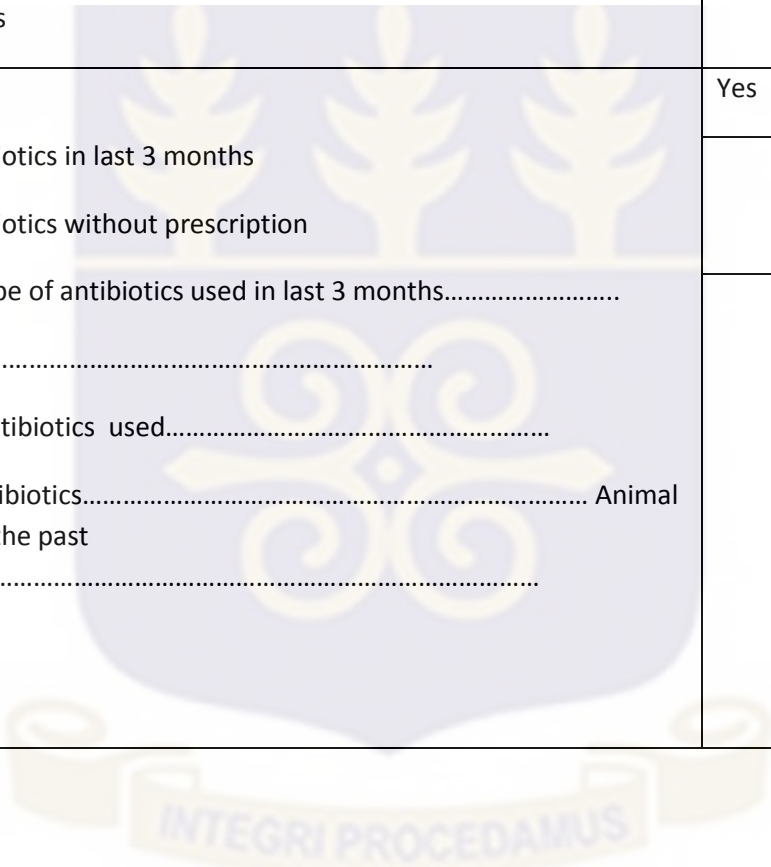 s
Yes
otics in last 3 months
otics without prescription
pe of antibiotics used in last 3 months……………………..
…………………………………………………………
tibiotics  used……………………………………………
ibiotics………………………………………………………… Animal
the past
………………………………………………………………
INTEGRI PROCEDAMUS